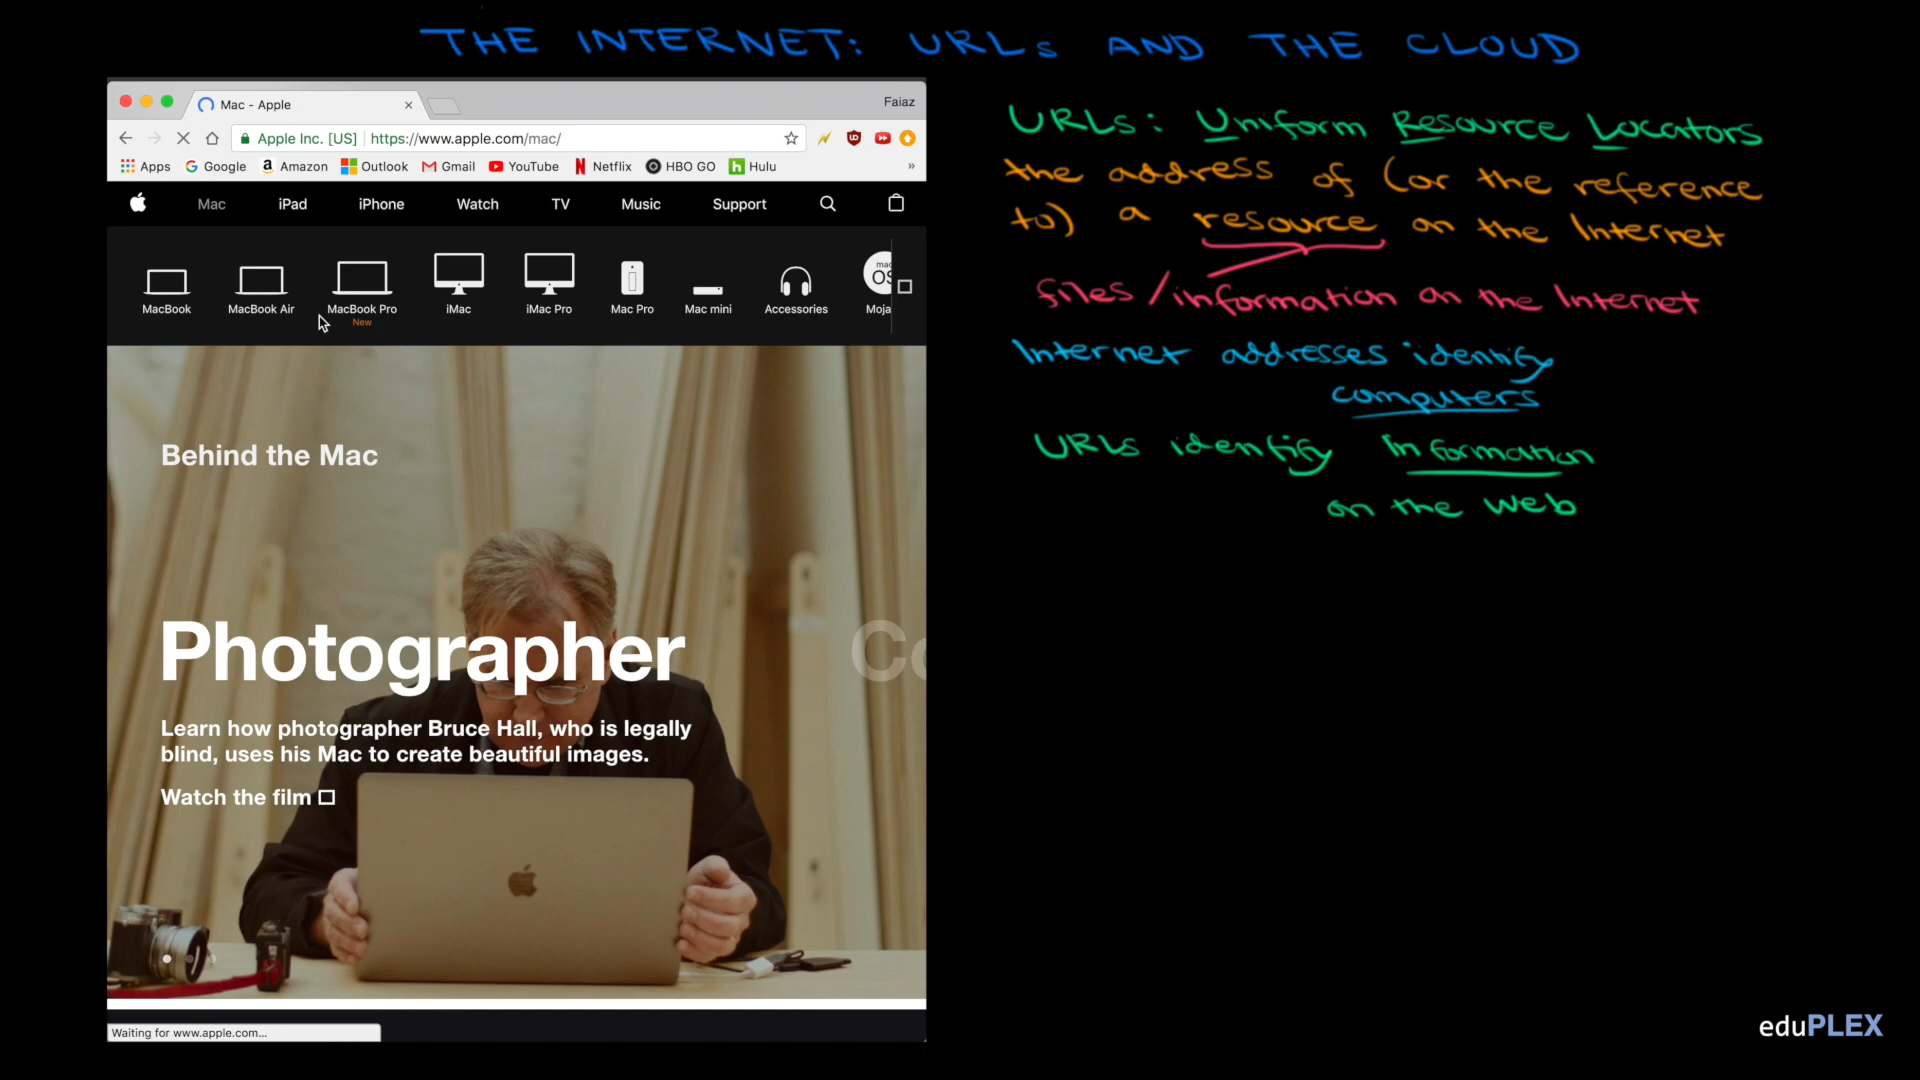 THE INTERNET: URLs AND THE CLOUD
Mac - Apple
Faiaz
Apple Inc. [US] https://www.apple.com/mac/
Apps Google Amazon Outlook Gmail YouTube Netflix HBO GO Hulu »
Mac iPad iPhone Watch TV Music Support
MacBook MacBook Air MacBook Pro iMac iMac Pro Mac Pro Mac mini Accessories Moja
New
mac
OS
Behind the Mac
Photographer
Co
Learn how photographer Bruce Hall, who is legally
blind, uses his Mac to create beautiful images.
Watch the film
Waiting for www.apple.com...
URLs: Uniform Resource Locators
the address of (or the reference
to) a resource on the Internet
files/information on the Internet
Internet addresses identify
computers
URLs identify information
on the web
eduPLEX